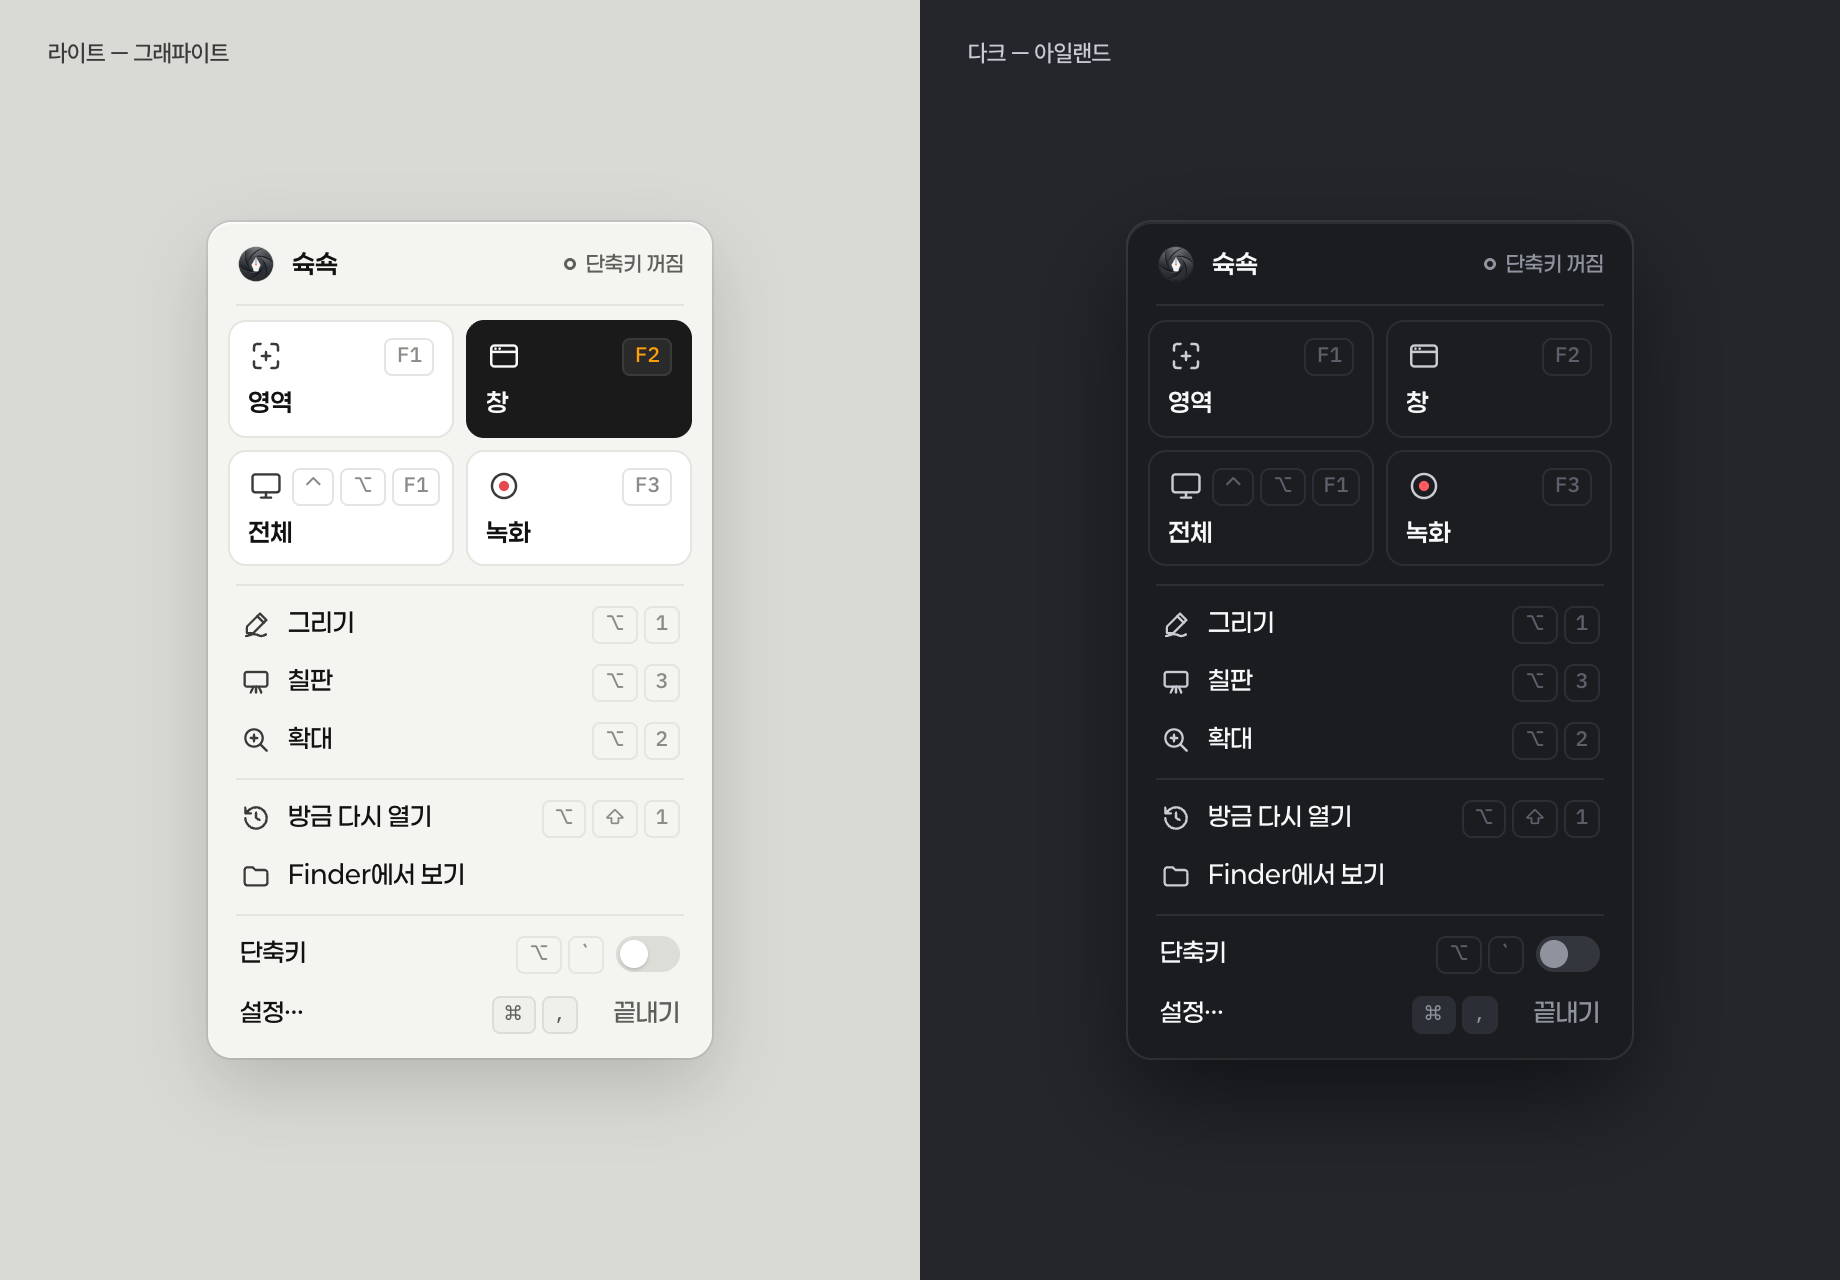 라이트 — 그래파이트
슉쇽
단축키 꺼짐
F1
영역
F2
창
^ ⌥ F1
전체
F3
녹화
그리기 ⌥ 1
칠판 ⌥ 3
확대 ⌥ 2
방금 다시 열기 ⌥ ⇧ 1
Finder에서 보기
단축키 ⌥ `
설정… ⌘ , 끝내기
다크 — 아일랜드
슉쇽
단축키 꺼짐
F1
영역
F2
창
^ ⌥ F1
전체
F3
녹화
그리기 ⌥ 1
칠판 ⌥ 3
확대 ⌥ 2
방금 다시 열기 ⌥ ⇧ 1
Finder에서 보기
단축키 ⌥ `
설정… ⌘ , 끝내기